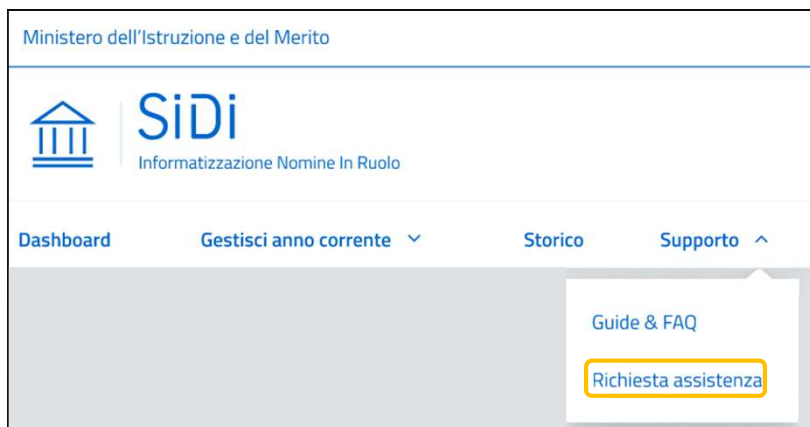 Ministero dell'Istruzione e del Merito
SiDi
Informatizzazione Nomine In Ruolo
Dashboard Gestisci anno corrente Storico Supporto
Guide & FAQ
Richiesta assistenza